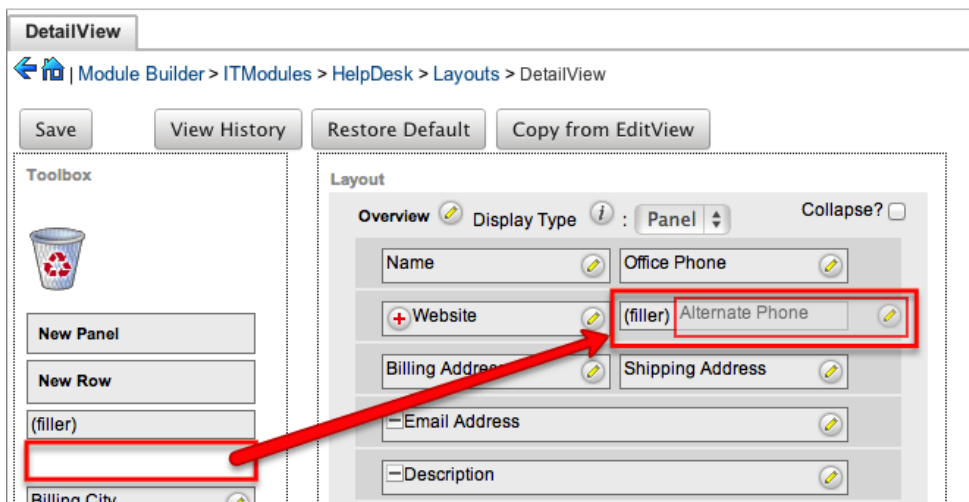 DetailView
| Module Builder > ITModules > HelpDesk > Layouts > DetailView
Save View History Restore Default Copy from EditView
Toolbox
New Panel
New Row
(filler)
Billing City
Layout
Overview Display Type i : Panel Collapse?
Name Office Phone
Website (filler) Alternate Phone
Billing Address Shipping Address
Email Address
Description